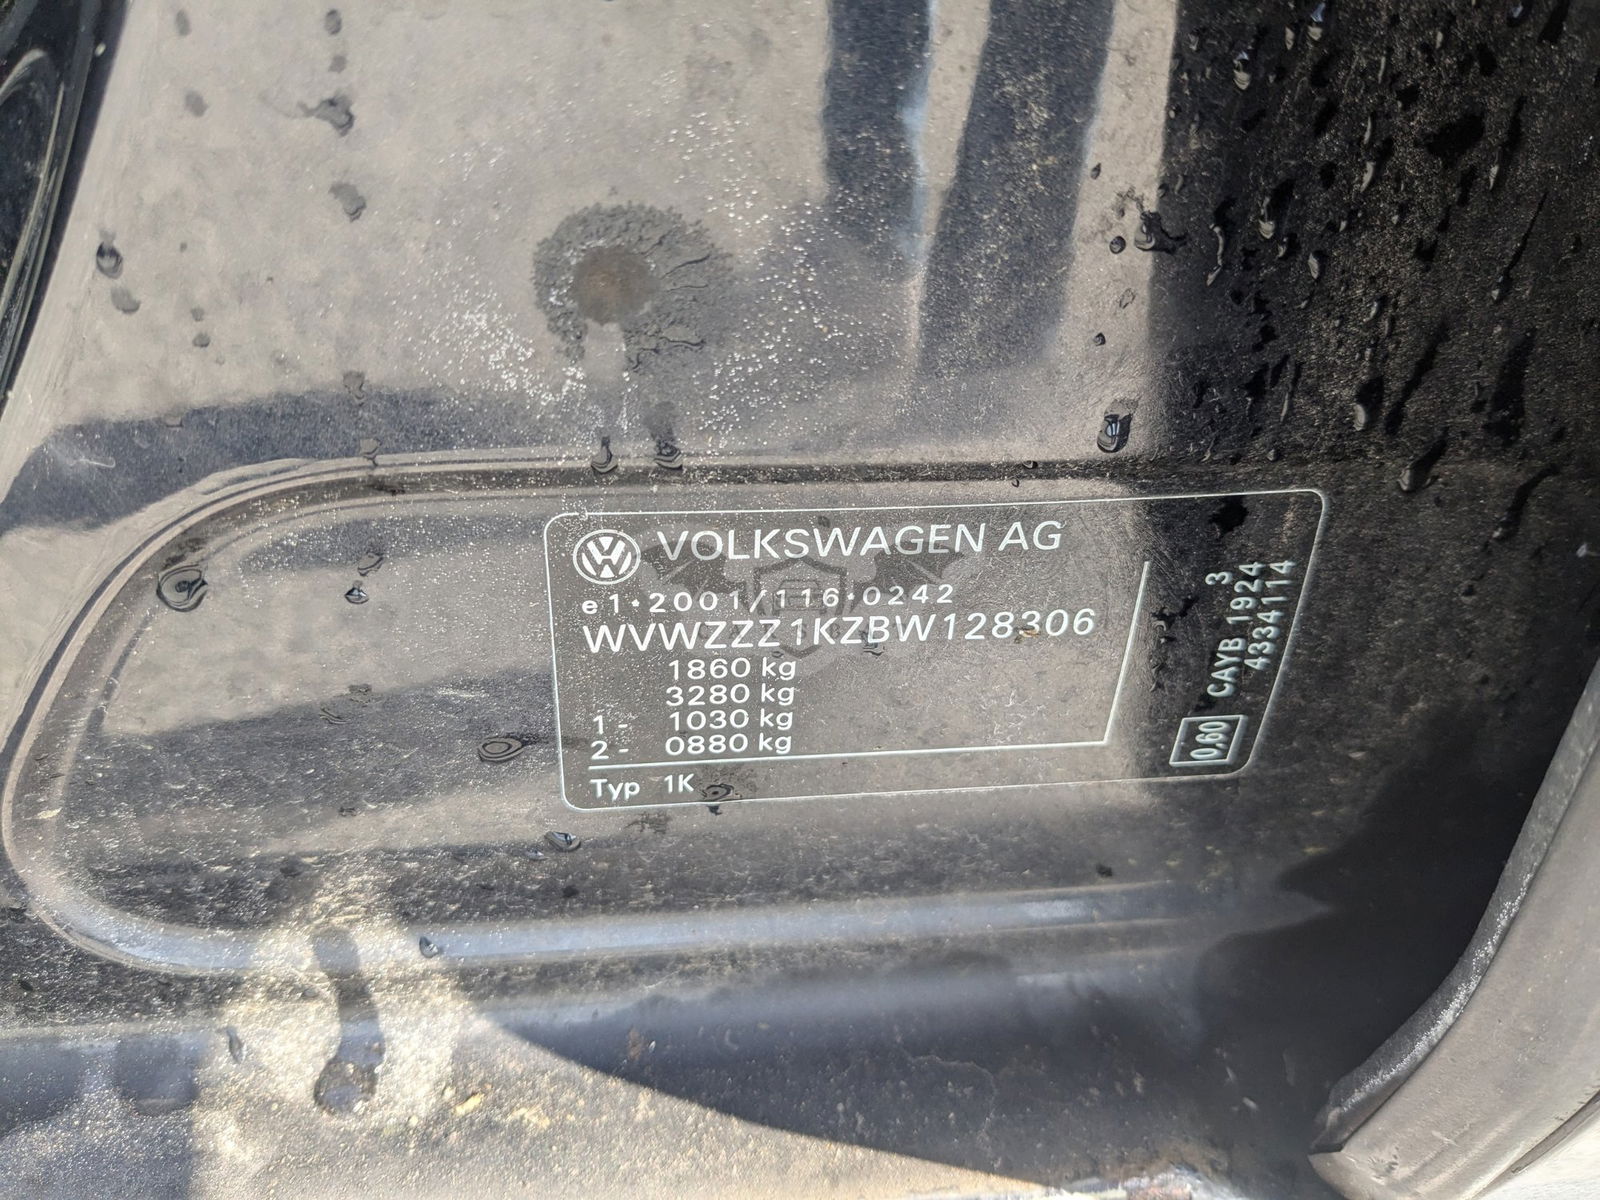 VOLKSWAGEN AG
e1*2001/116*0242
WVWZZZ1KZBW128306
1860 kg
3280 kg
1- 1030 kg
2- 0880 kg
Typ 1K
3
CAYB 1924
4334114
0,60